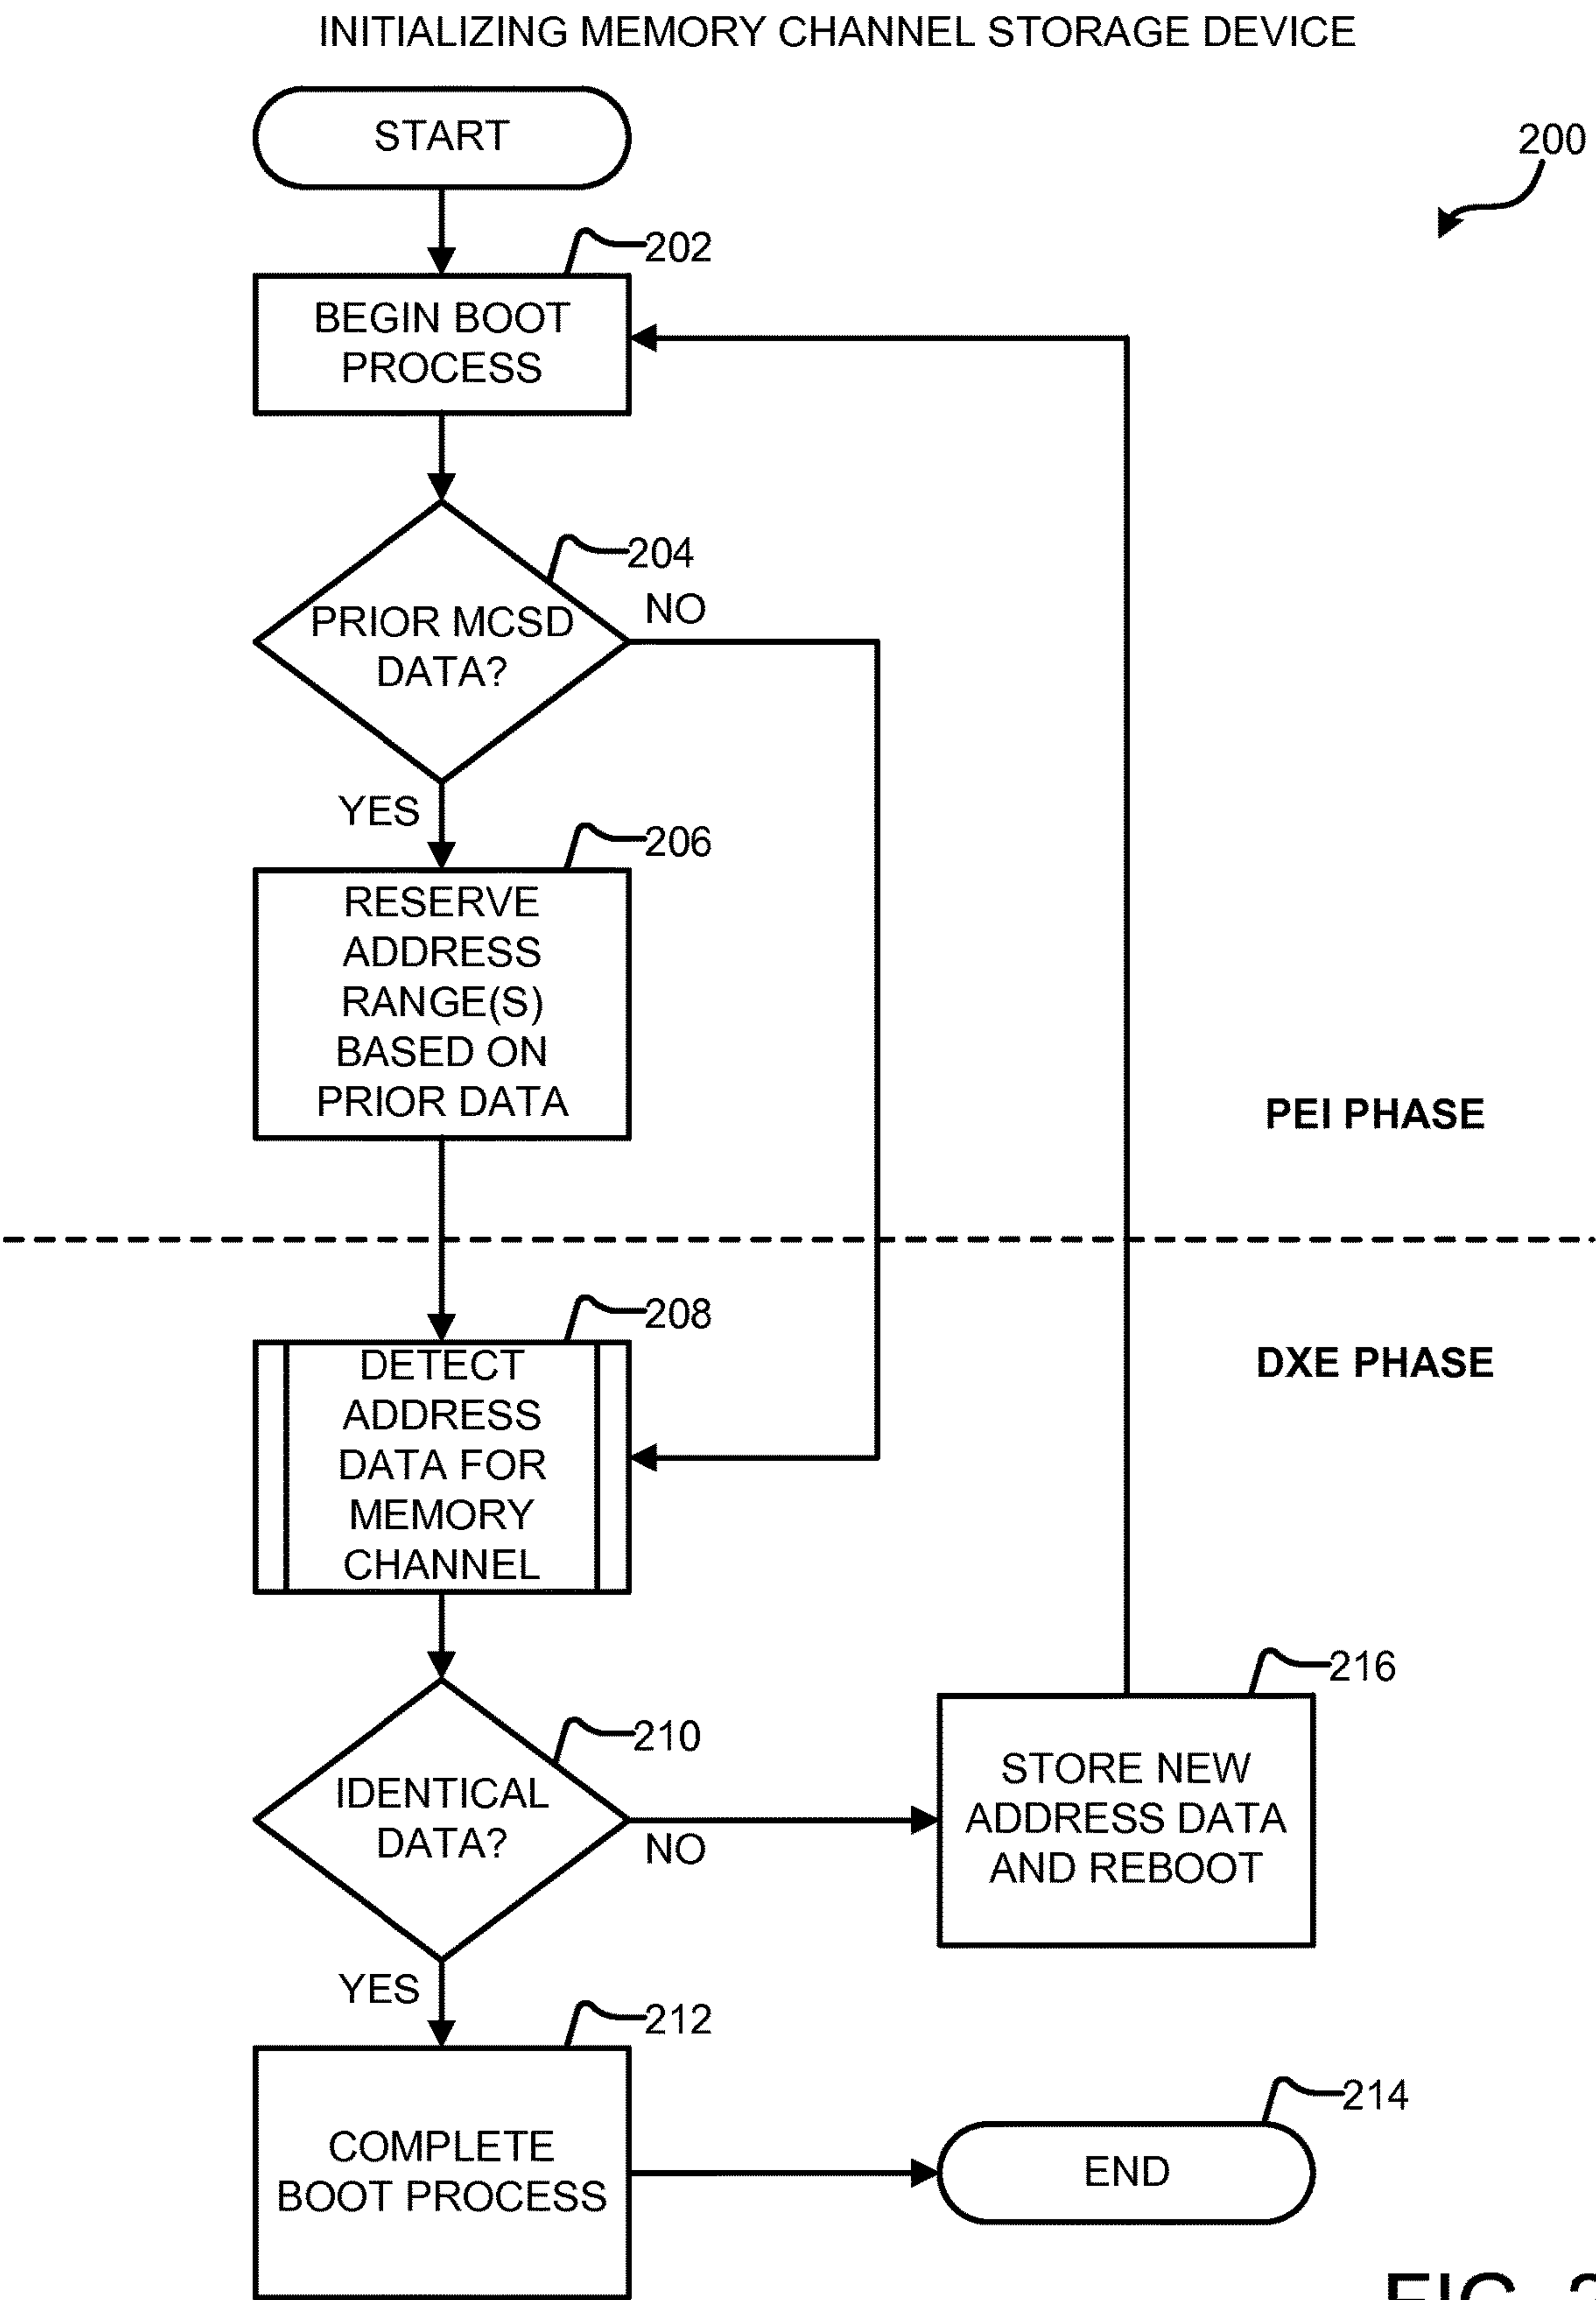 INITIALIZING MEMORY CHANNEL STORAGE DEVICE
START
200
202
BEGIN BOOT
PROCESS
204
NO
PRIOR MCSD
DATA?
YES
206
RESERVE
ADDRESS
RANGE(S)
BASED ON
PRIOR DATA
PEI PHASE
208
DXE PHASE
DETECT
ADDRESS
DATA FOR
MEMORY
CHANNEL
216
210
STORE NEW
ADDRESS DATA
AND REBOOT
IDENTICAL
DATA?
NO
YES
212
214
COMPLETE
BOOT PROCESS
END
FIG.